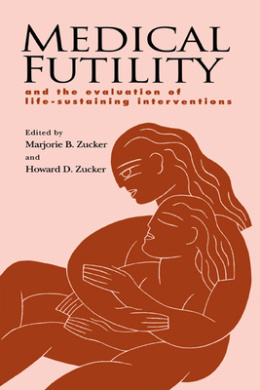 MEDICAL
FUTILITY
and the evaluation of
life-sustaining interventions
Edited by
Marjorie B. Zucker
and
Howard D. Zucker